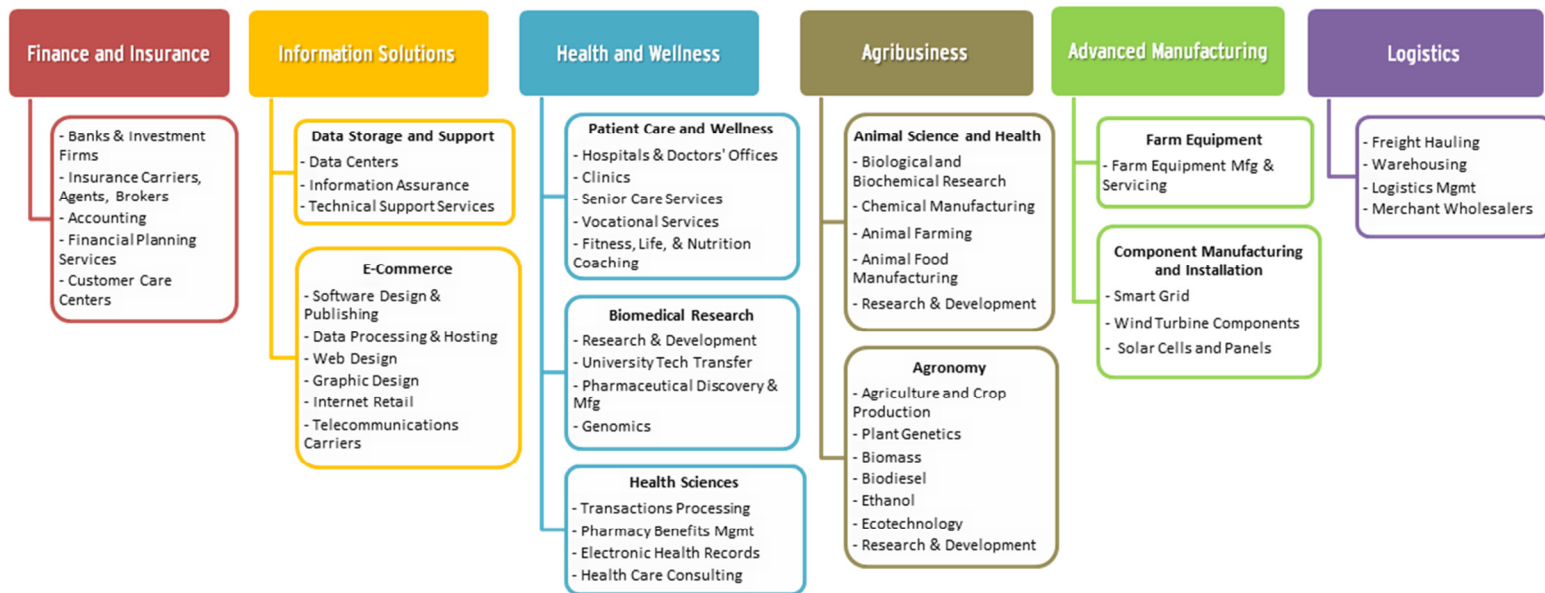 Finance and Insurance
- Banks & Investment
Firms
- Insurance Carriers,
Agents, Brokers
- Accounting
- Financial Planning
Services
- Customer Care
Centers
Information Solutions
Data Storage and Support
- Data Centers
- Information Assurance
- Technical Support Services
E-Commerce
- Software Design &
Publishing
- Data Processing & Hosting
- Web Design
- Graphic Design
- Internet Retail
- Telecommunications
Carriers
Health and Wellness
Patient Care and Wellness
- Hospitals & Doctors' Offices
- Clinics
- Senior Care Services
- Vocational Services
- Fitness, Life, & Nutrition
Coaching
Biomedical Research
- Research & Development
- University Tech Transfer
- Pharmaceutical Discovery &
Mfg
- Genomics
Health Sciences
- Transactions Processing
- Pharmacy Benefits Mgmt
- Electronic Health Records
- Health Care Consulting
Agribusiness
Animal Science and Health
- Biological and
Biochemical Research
- Chemical Manufacturing
- Animal Farming
- Animal Food
Manufacturing
- Research & Development
Agronomy
- Agriculture and Crop
Production
- Plant Genetics
- Biomass
- Biodiesel
- Ethanol
- Ecotechnology
- Research & Development
Advanced Manufacturing
Farm Equipment
- Farm Equipment Mfg &
Servicing
Component Manufacturing
and Installation
- Smart Grid
- Wind Turbine Components
- Solar Cells and Panels
Logistics
- Freight Hauling
- Warehousing
- Logistics Mgmt
- Merchant Wholesalers